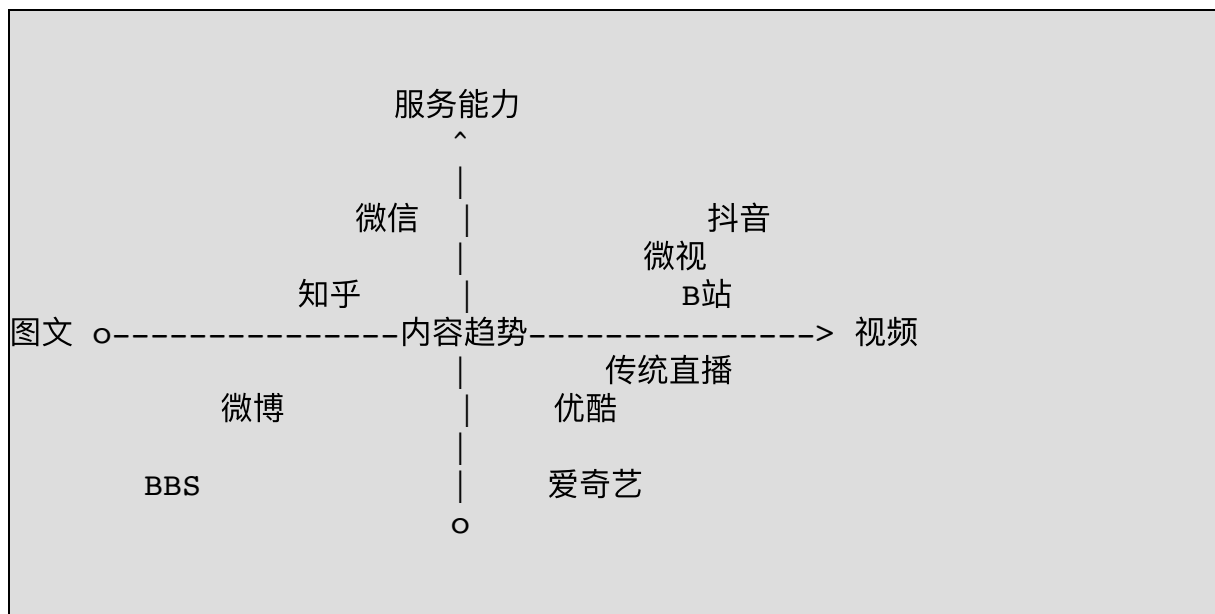 服务能力
^
|
微信 | 抖音
| 微视
知乎 | B站
图文 o---------------内容趋势---------------> 视频
| 传统直播
微博 | 优酷
|
BBS | 爱奇艺
o